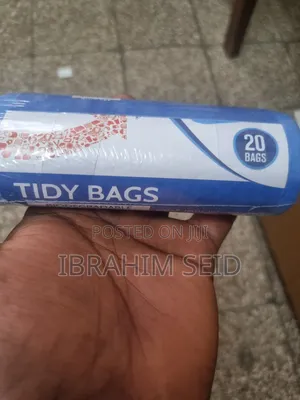 20
BAGS
TIDY BAGS
POSTED ON JIJI
IBRAHIM SEID